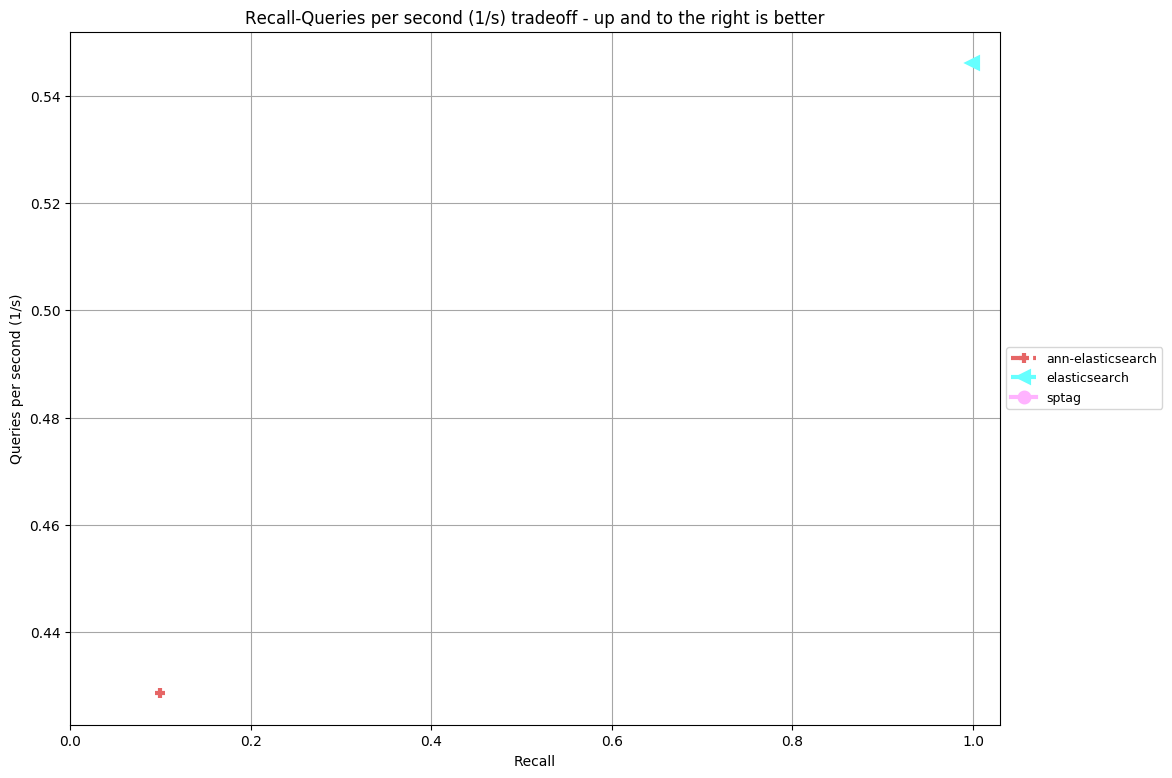 Recall-Queries per second (1/s) tradeoff - up and to the right is better
0.54
0.52
0.50
0.48
0.46
0.44
Queries per second (1/s)
0.0 0.2 0.4 0.6 0.8 1.0
Recall
ann-elasticsearch
elasticsearch
sptag